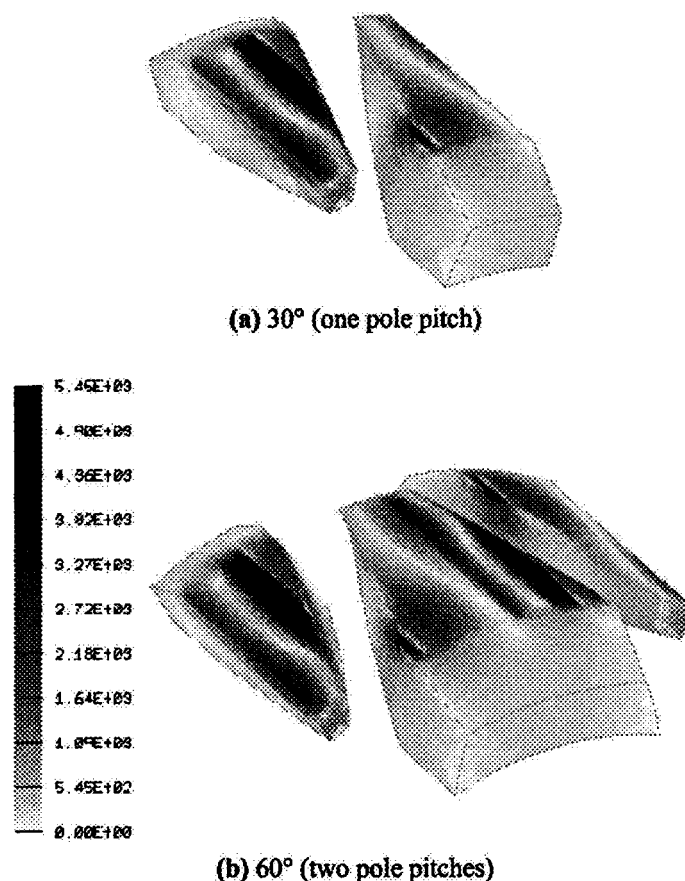 (a) 30° (one pole pitch)
5.45E+03
4.90E+03
4.36E+03
3.82E+03
3.27E+03
2.72E+03
2.18E+03
1.64E+03
1.09E+03
5.45E+02
0.00E+00
(b) 60° (two pole pitches)